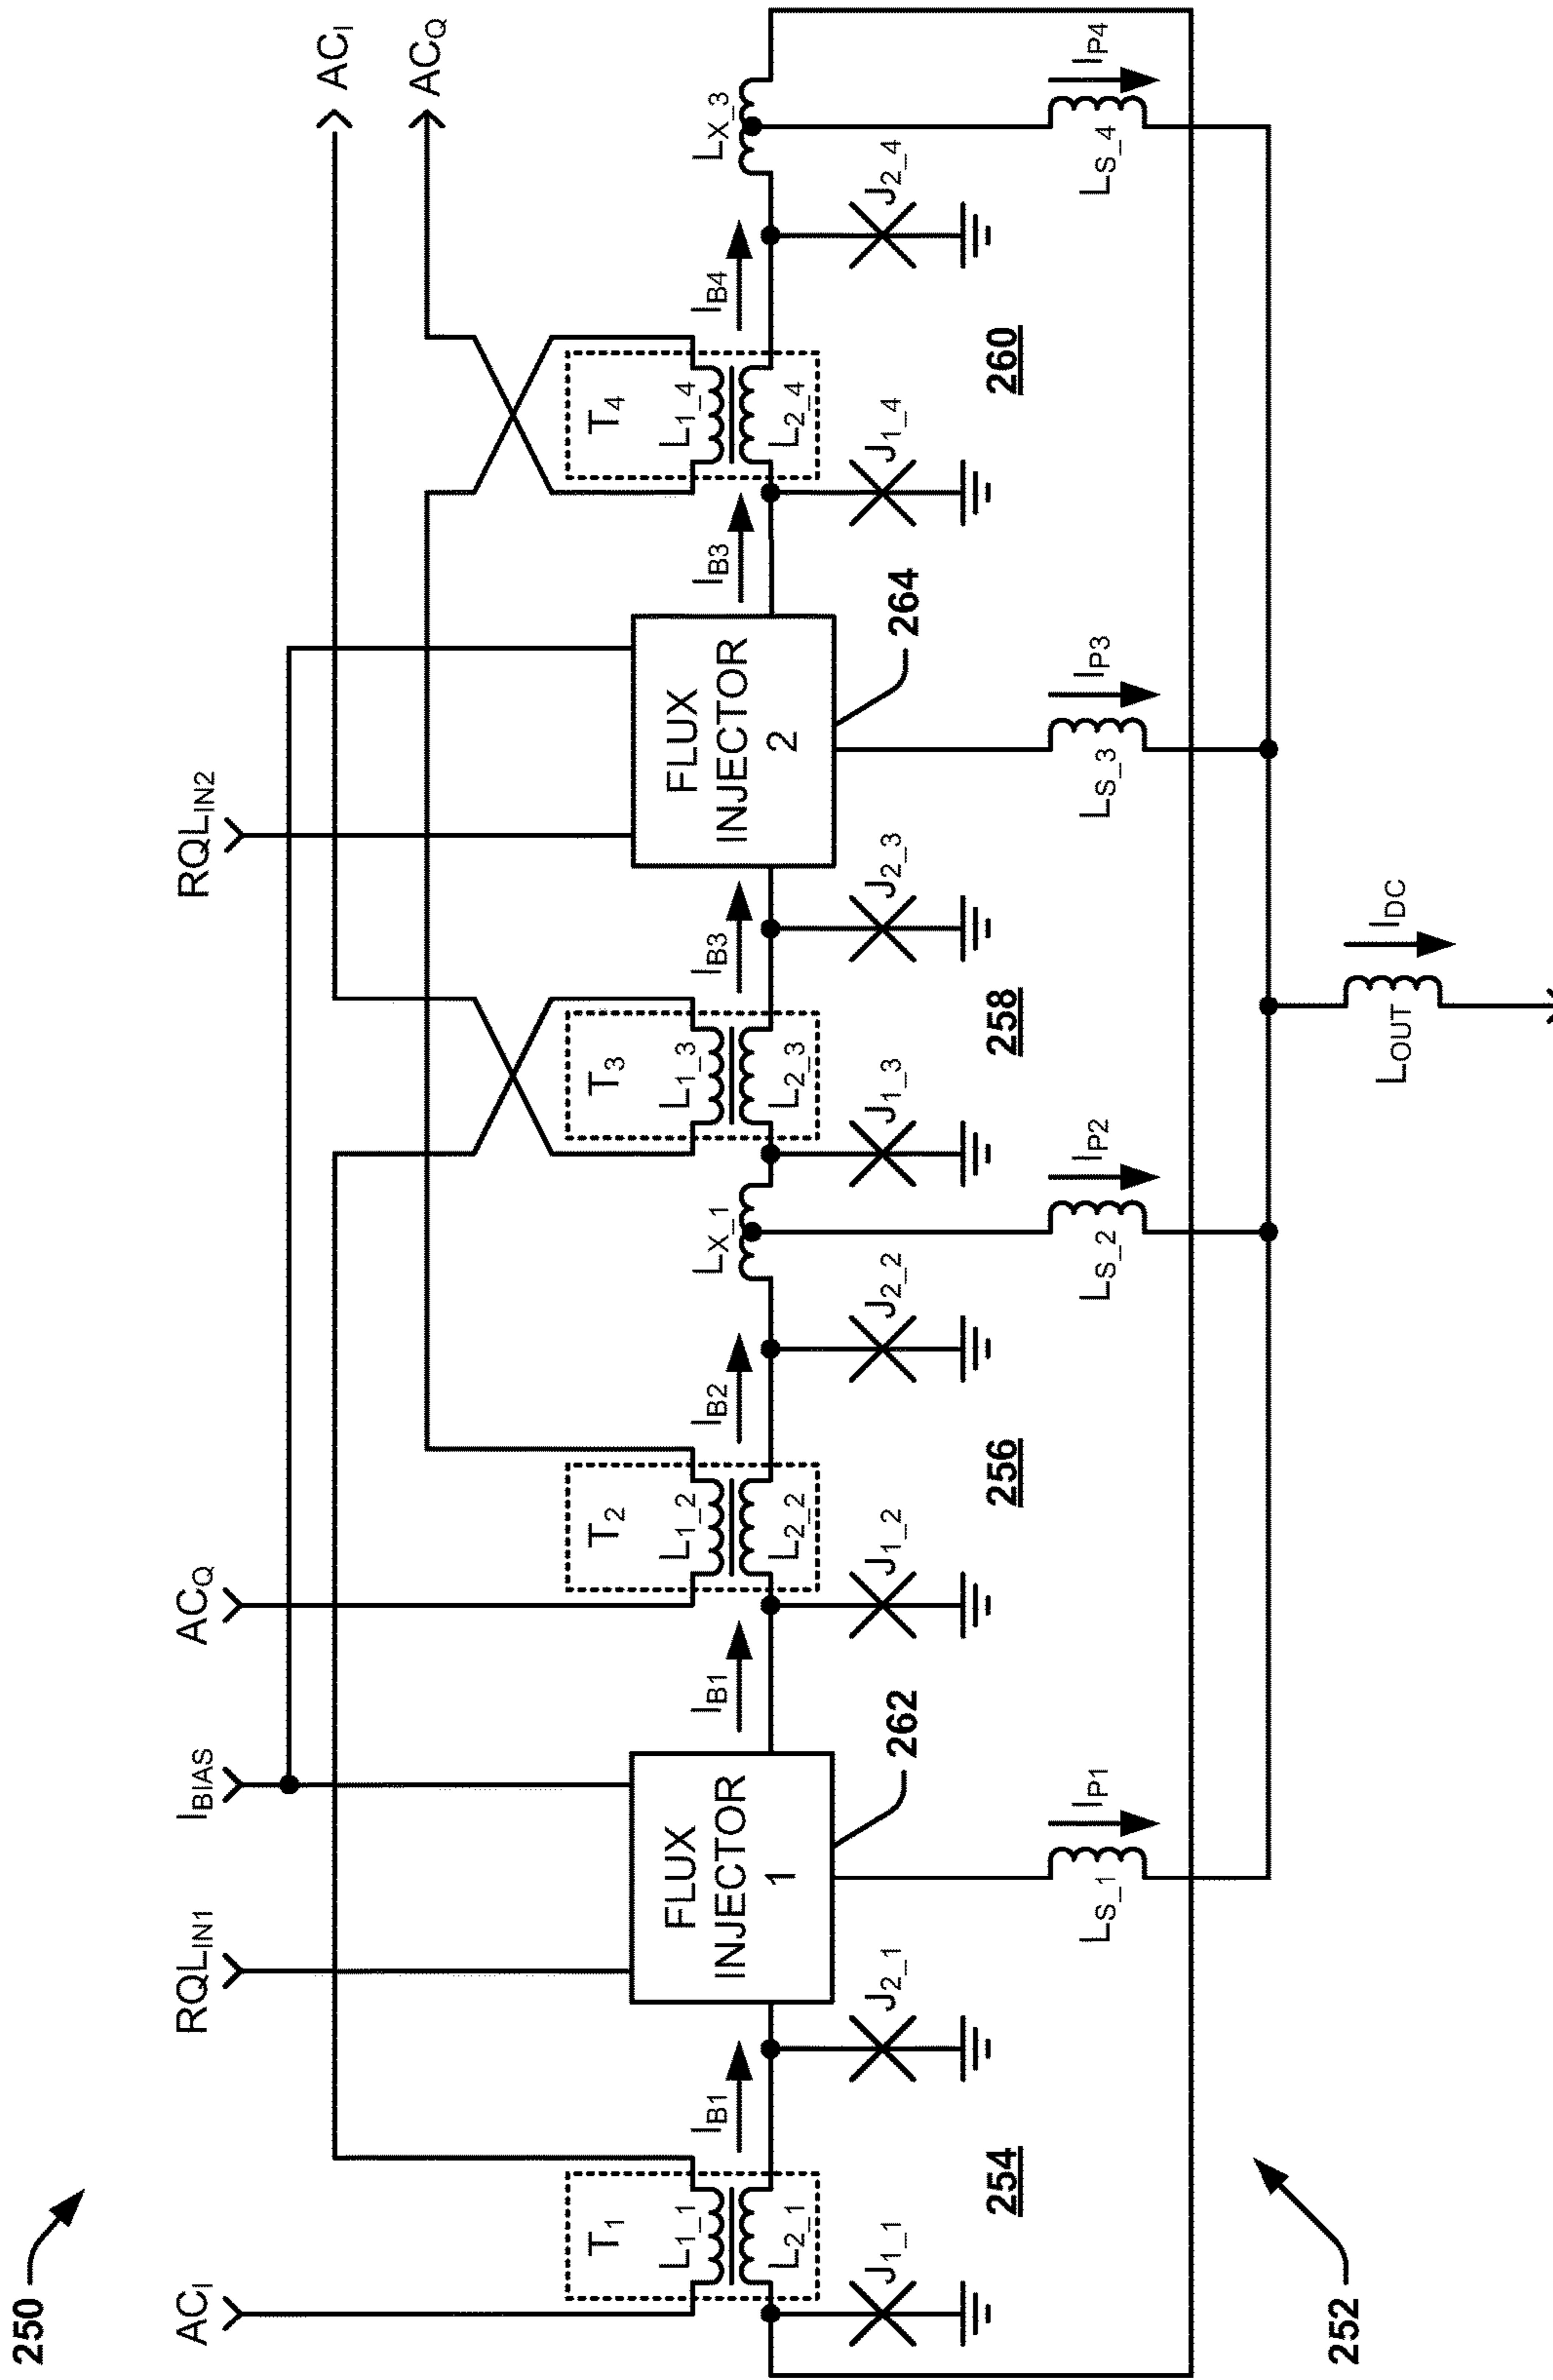 250
AC_I
RQL_IN1
I_BIAS
AC_Q
RQL_IN2
AC_I
AC_Q
T_1
L_1_1
L_2_1
I_B1
FLUX
INJECTOR
1
262
I_B1
T_2
L_1_2
L_2_2
I_B2
L_X_1
T_3
L_1_3
L_2_3
I_B3
FLUX
INJECTOR
2
264
I_B3
T_4
L_1_4
L_2_4
I_B4
L_X_3
J_1_1
J_2_1
J_1_2
J_2_2
J_1_3
J_2_3
J_1_4
J_2_4
254
256
258
260
L_S_1
I_P1
L_S_2
I_P2
L_S_3
I_P3
L_S_4
I_P4
252
L_OUT
I_DC